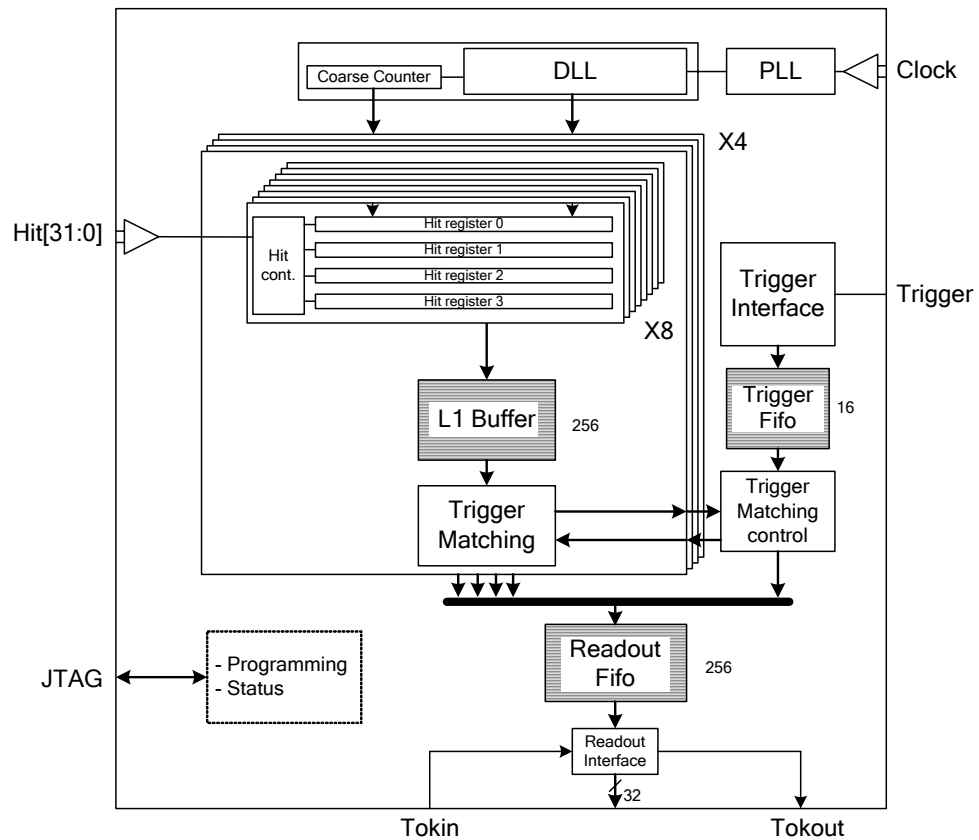 Coarse Counter
DLL
PLL
Clock
X4
Hit[31:0]
Hit
cont.
Hit register 0
Hit register 1
Hit register 2
Hit register 3
X8
Trigger
Interface
Trigger
L1 Buffer
256
Trigger
Fifo
16
Trigger
Matching
Trigger
Matching
control
Readout
Fifo
256
JTAG
- Programming
- Status
Readout
Interface
32
Tokin
Tokout